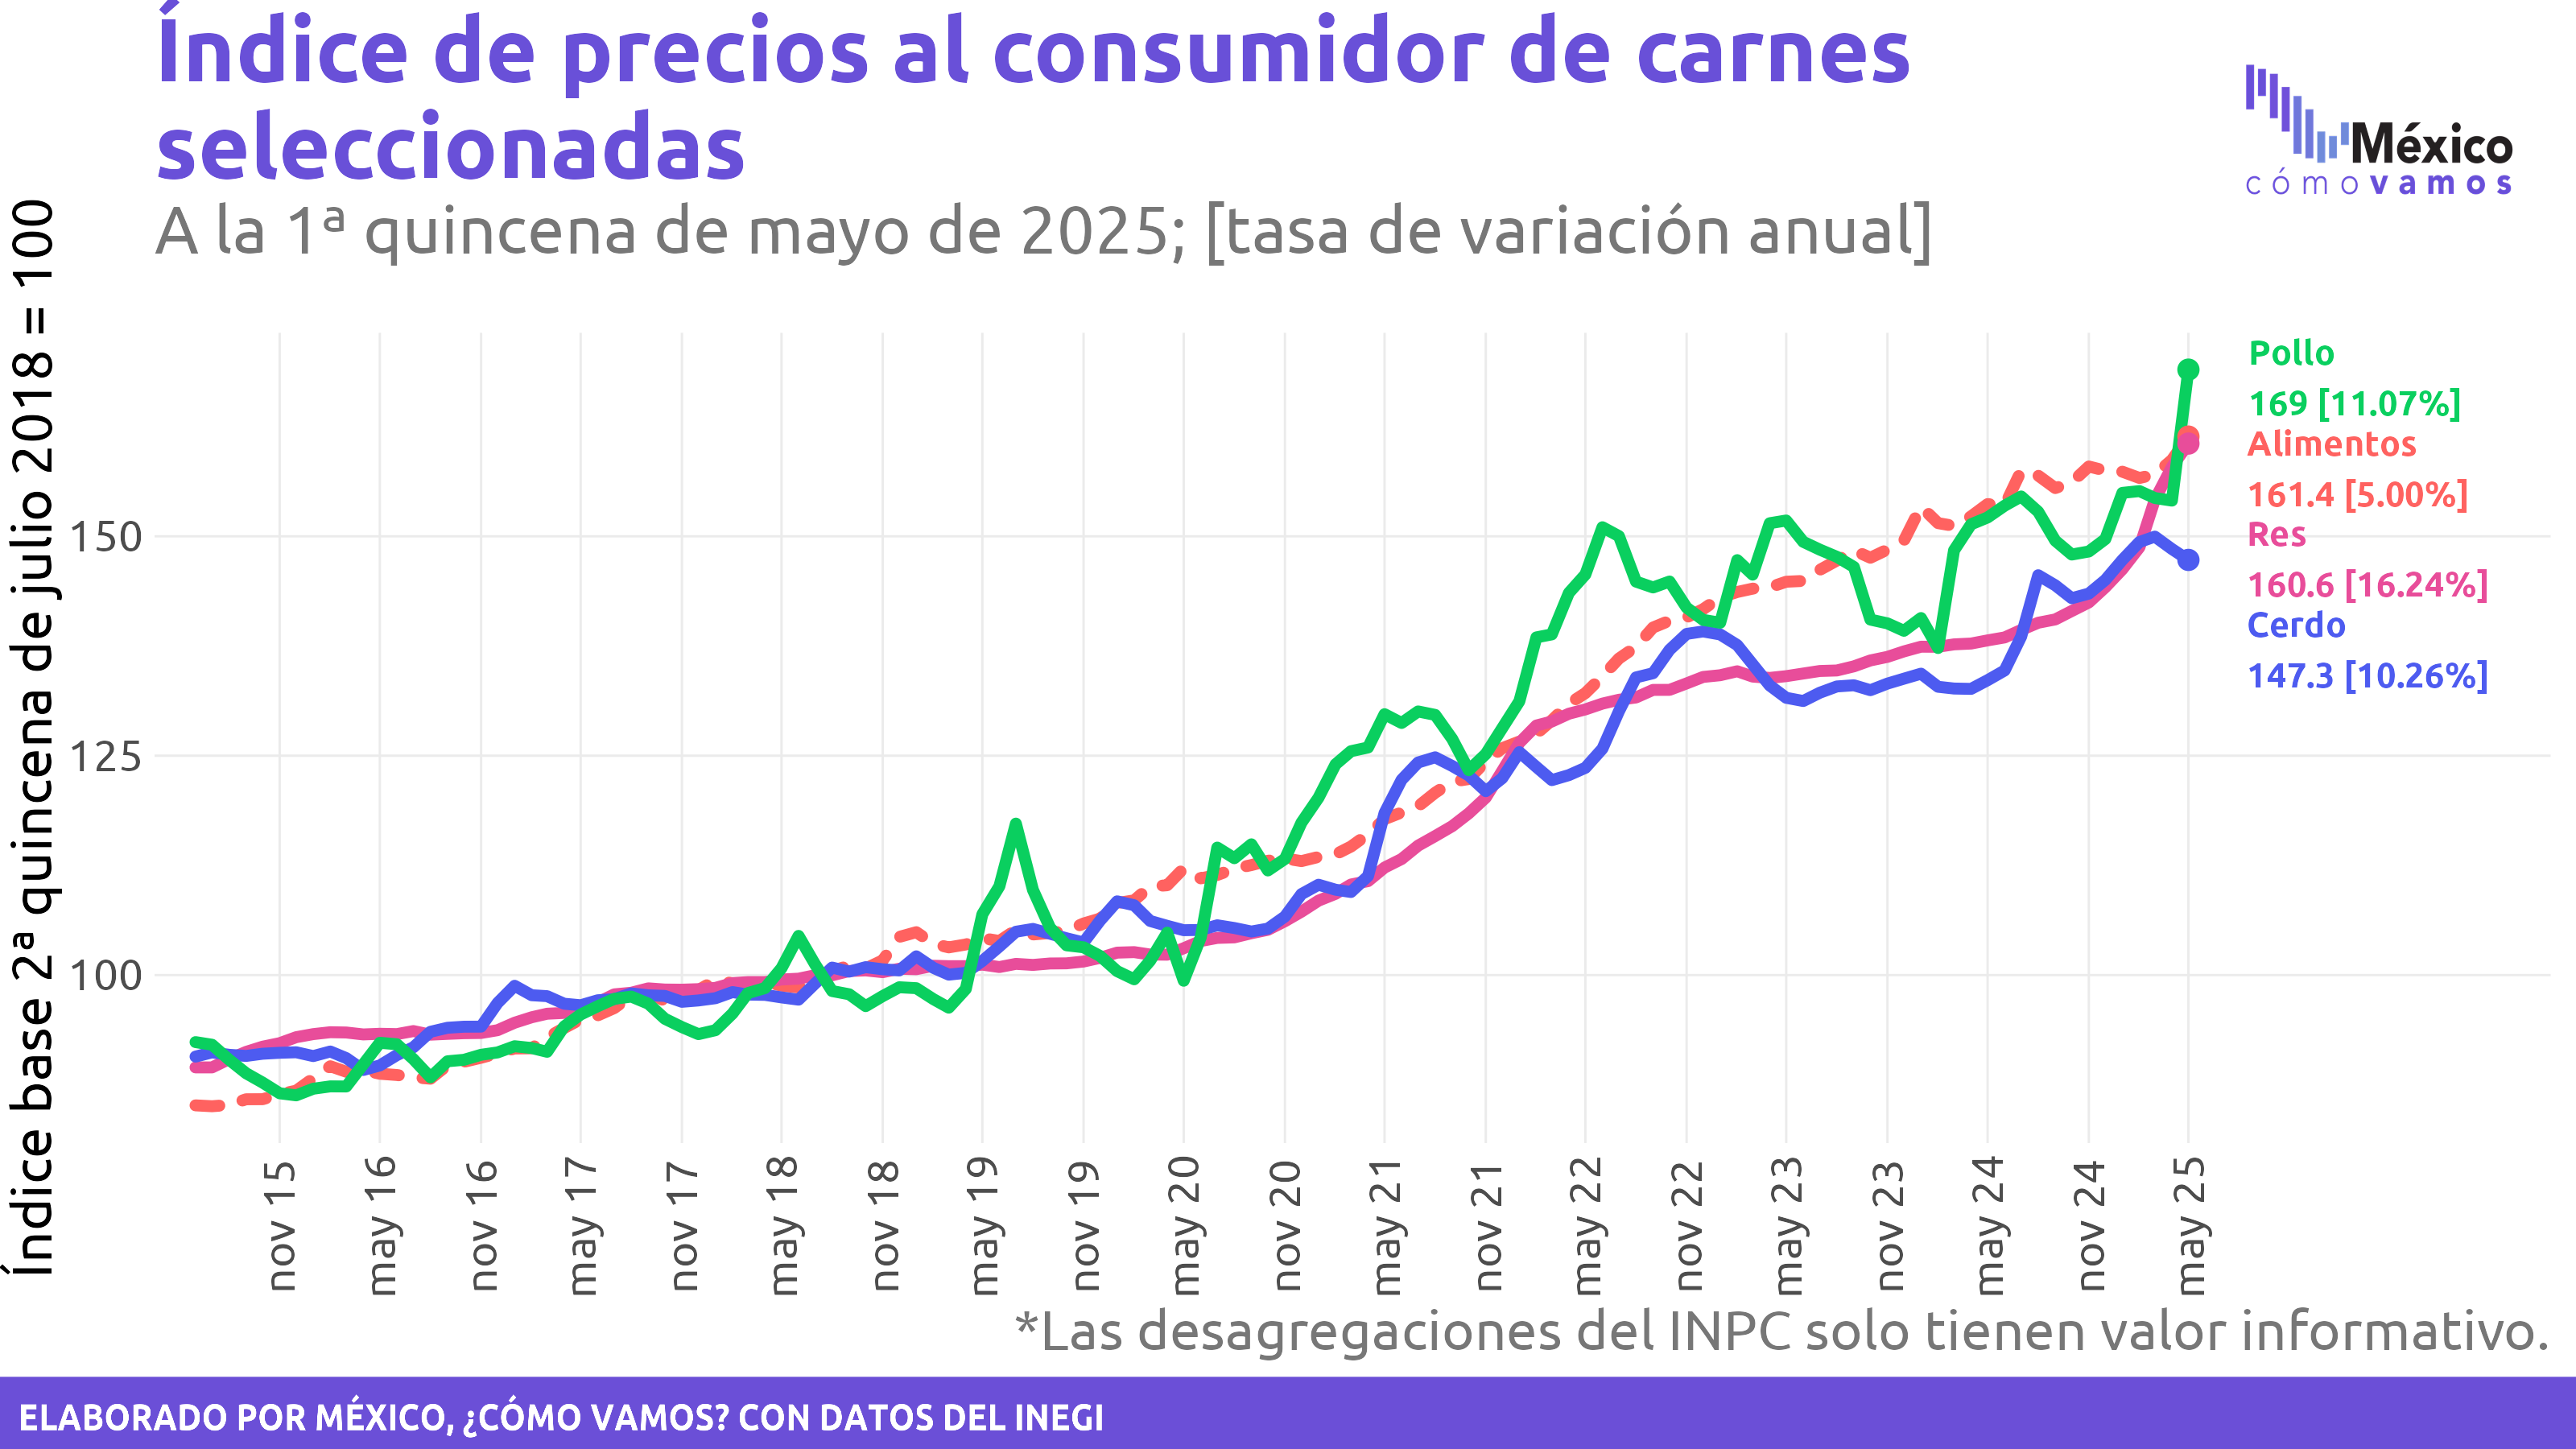 Índice de precios al consumidor de carnes
seleccionadas
A la 1ª quincena de mayo de 2025; [tasa de variación anual]
México
cómo vamos
Índice base 2ª quincena de julio 2018 = 100
150
125
100
Pollo
169 [11.07%]
Alimentos
161.4 [5.00%]
Res
160.6 [16.24%]
Cerdo
147.3 [10.26%]
nov 15
may 16
nov 16
may 17
nov 17
may 18
nov 18
may 19
nov 19
may 20
nov 20
may 21
nov 21
may 22
nov 22
may 23
nov 23
may 24
nov 24
may 25
*Las desagregaciones del INPC solo tienen valor informativo.
ELABORADO POR MÉXICO, ¿CÓMO VAMOS? CON DATOS DEL INEGI